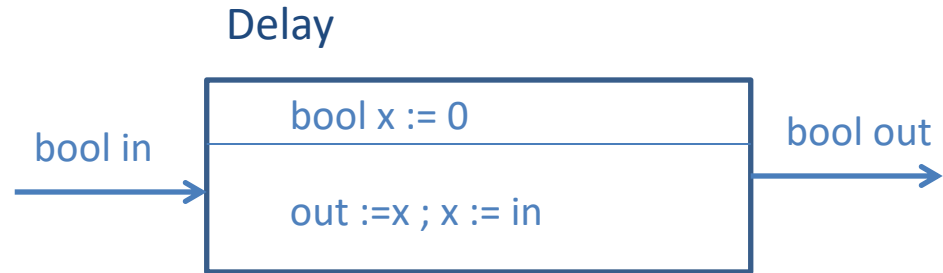 Delay
bool x := 0
bool in
bool out
out :=x ; x := in